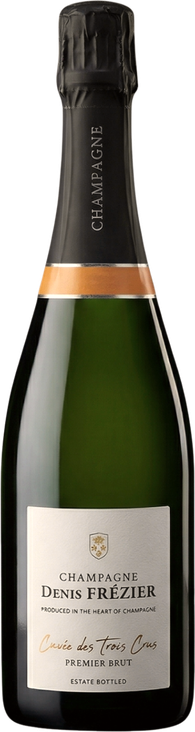 CHAMPAGNE
CHAMPAGNE
DENIS FRÉZIER
PRODUCED IN THE HEART OF CHAMPAGNE
Cuvée des Trois Crus
PREMIER BRUT
ESTATE BOTTLED